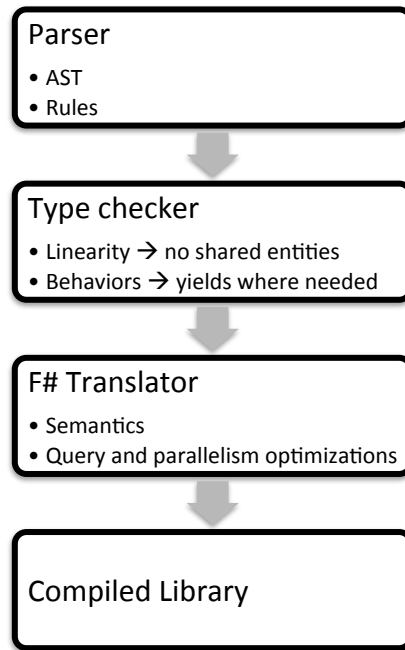 Parser
• AST
• Rules
Type checker
• Linearity → no shared entities
• Behaviors → yields where needed
F# Translator
• Semantics
• Query and parallelism optimizations
Compiled Library